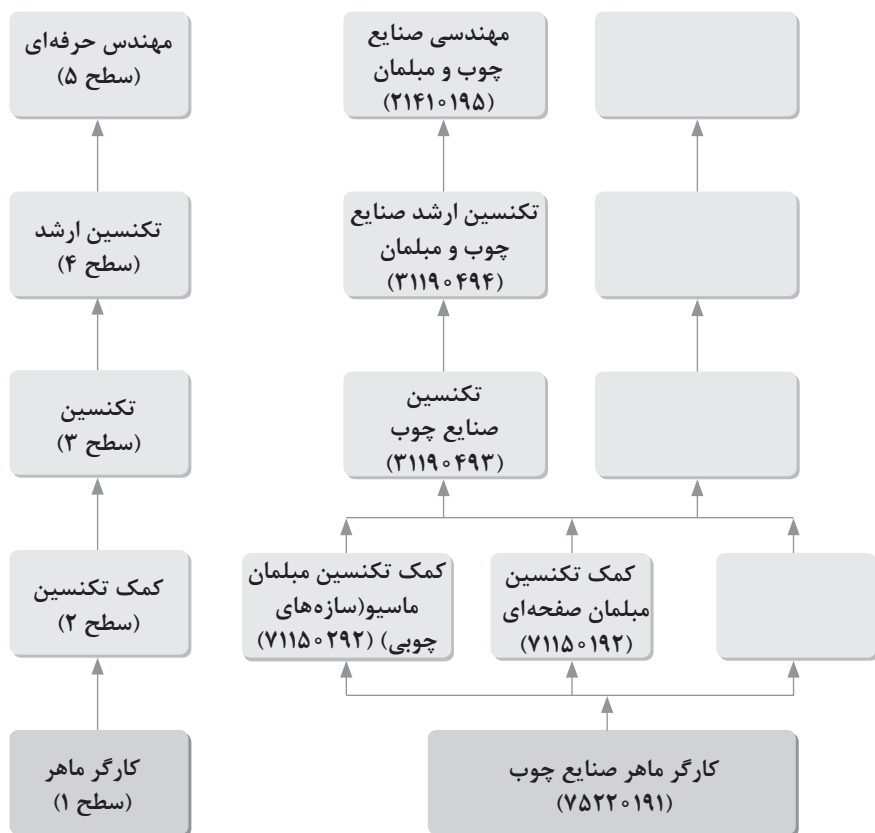 مهندس حرفه‌ای
(سطح ۵)
مهندسی صنایع
چوب و مبلمان
(۲۱۴۱۰۱۹۵)
تکنسین ارشد
(سطح ۴)
تکنسین ارشد صنایع
چوب و مبلمان
(۳۱۱۹۰۴۹۴)
تکنسین
(سطح ۳)
تکنسین
صنایع چوب
(۳۱۱۹۰۴۹۳)
کمک تکنسین
(سطح ۲)
کمک تکنسین مبلمان
ماسیو(سازه‌های
چوبی) (۷۱۱۵۰۲۹۲)
کمک تکنسین
مبلمان صفحه‌ای
(۷۱۱۵۰۱۹۲)
کارگر ماهر
(سطح ۱)
کارگر ماهر صنایع چوب
(۷۵۲۲۰۱۹۱)